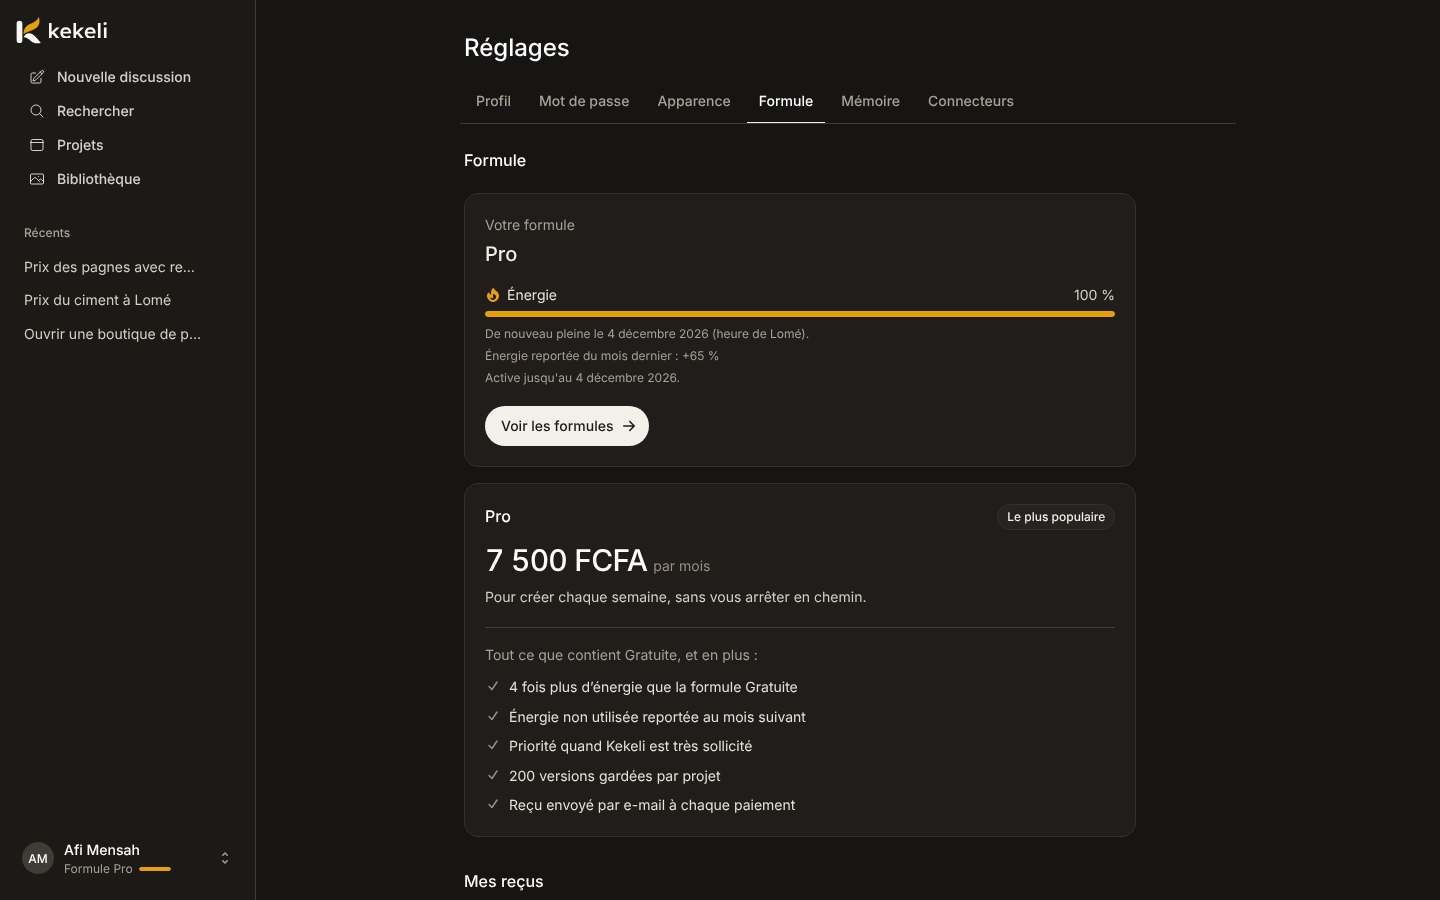 kekeli
Nouvelle discussion
Rechercher
Projets
Bibliothèque
Récents
Prix des pagnes avec re...
Prix du ciment à Lomé
Ouvrir une boutique de p...
AM
Afi Mensah
Formule Pro
Réglages
Profil
Mot de passe
Apparence
Formule
Mémoire
Connecteurs
Formule
Votre formule
Pro
Énergie
100 %
De nouveau pleine le 4 décembre 2026 (heure de Lomé).
Énergie reportée du mois dernier : +65 %
Active jusqu'au 4 décembre 2026.
Voir les formules →
Pro
Le plus populaire
7 500 FCFA par mois
Pour créer chaque semaine, sans vous arrêter en chemin.
Tout ce que contient Gratuite, et en plus :
4 fois plus d’énergie que la formule Gratuite
Énergie non utilisée reportée au mois suivant
Priorité quand Kekeli est très sollicité
200 versions gardées par projet
Reçu envoyé par e-mail à chaque paiement
Mes reçus